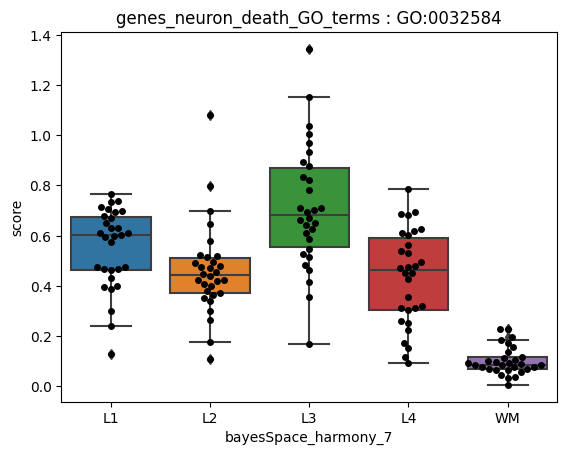 genes_neuron_death_GO_terms : GO:0032584
score
1.4
1.2
1.0
0.8
0.6
0.4
0.2
0.0
L1 L2 L3 L4 WM
bayesSpace_harmony_7